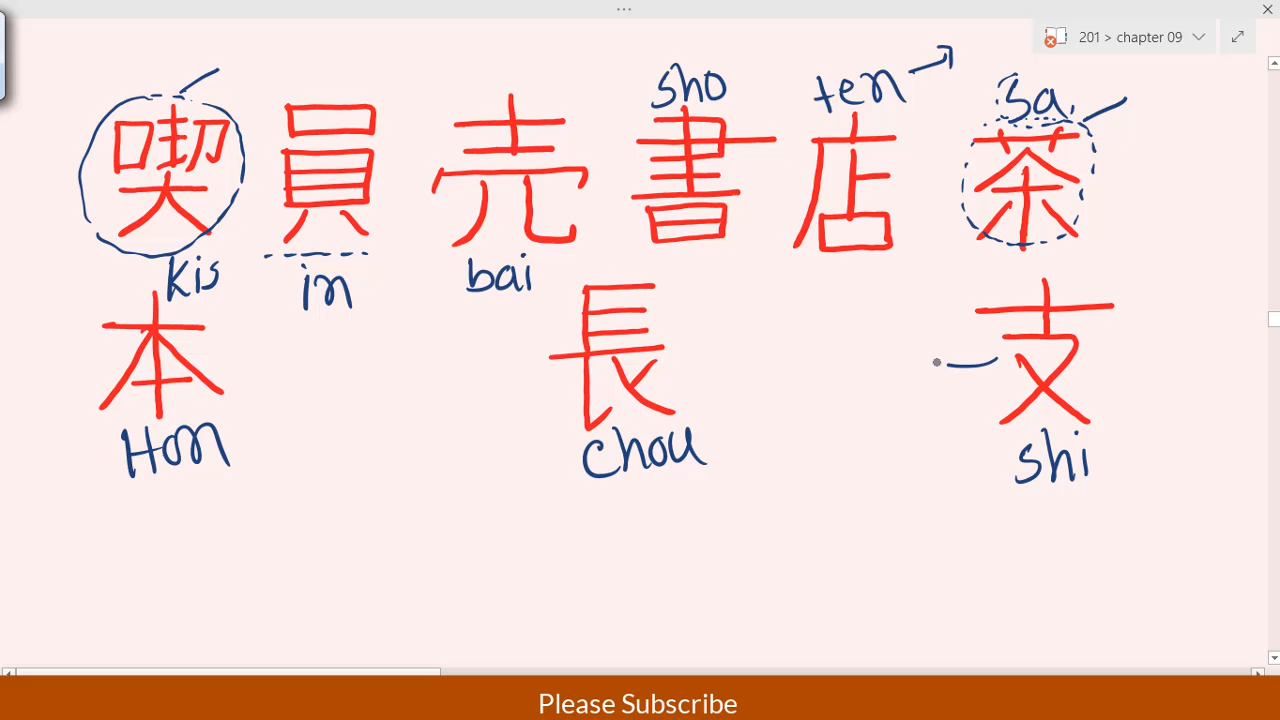 201 > chapter 09
sho ten za
喫 員 売 書 店 茶
kis in bai
本 長 支
Hon chou shi
Please Subscribe